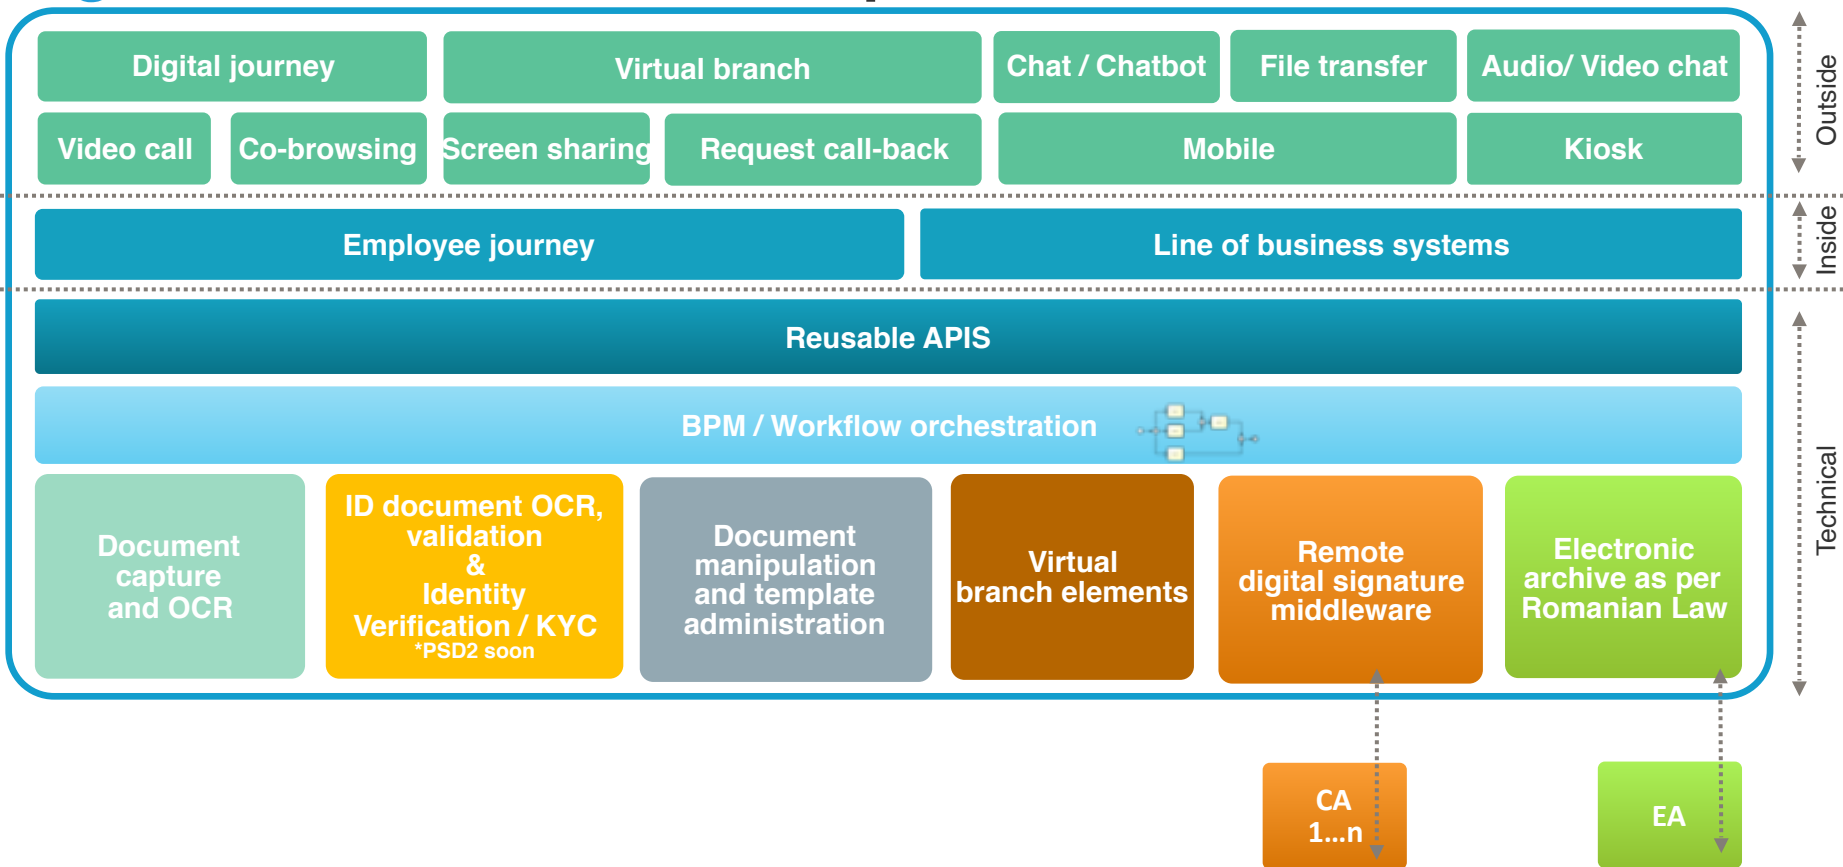 Digital journey
Virtual branch
Chat / Chatbot
File transfer
Audio/ Video chat
Video call
Co-browsing
Screen sharing
Request call-back
Mobile
Kiosk
Outside
Employee journey
Line of business systems
Inside
Reusable APIS
BPM / Workflow orchestration
Document
capture
and OCR
ID document OCR,
validation
&
Identity
Verification / KYC
*PSD2 soon
Document
manipulation
and template
administration
Virtual
branch elements
Remote
digital signature
middleware
Electronic
archive as per
Romanian Law
Technical
CA
1...n
EA